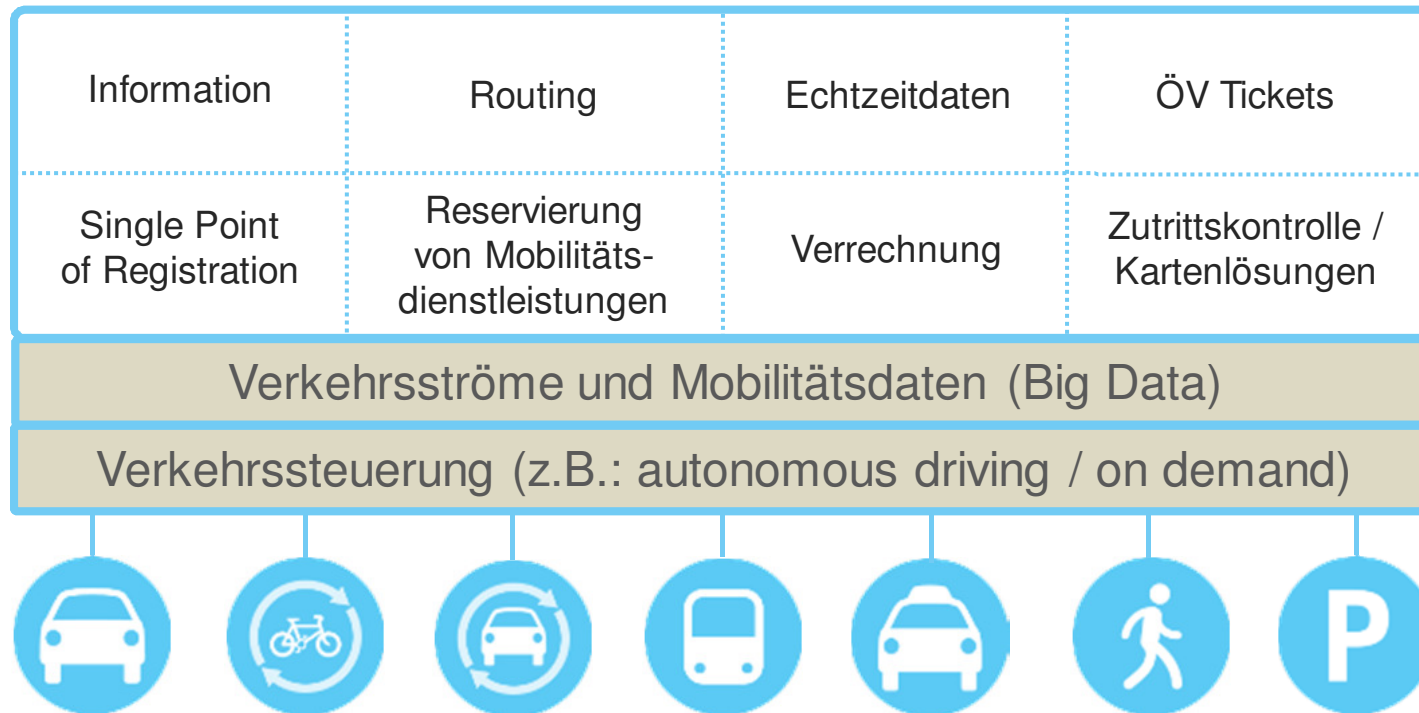 Information
Routing
Echtzeitdaten
ÖV Tickets
Single Point
of Registration
Reservierung
von Mobilitäts-
dienstleistungen
Verrechnung
Zutrittskontrolle /
Kartenlösungen
Verkehrsströme und Mobilitätsdaten (Big Data)
Verkehrssteuerung (z.B.: autonomous driving / on demand)
P